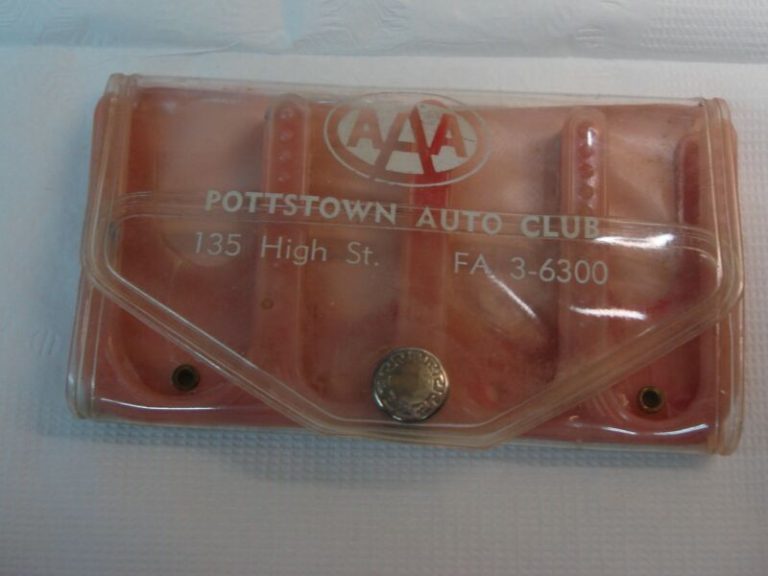 AAA
POTTSTOWN AUTO CLUB
135 High St. FA. 3-6300